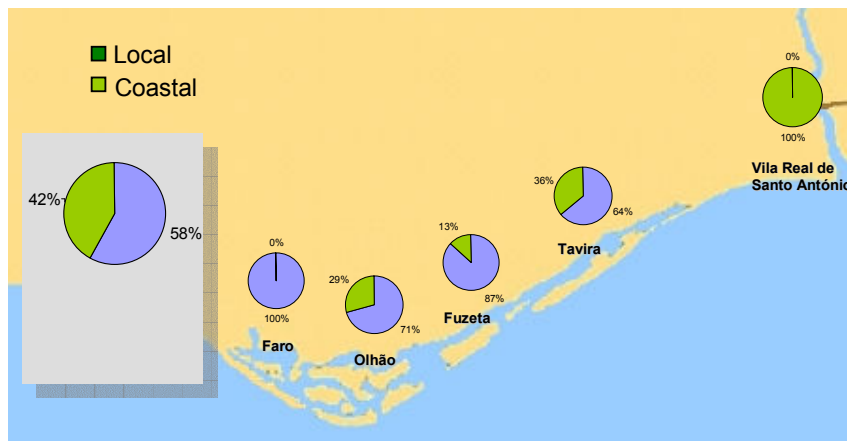 Local
Coastal
42%
58%
0%
100%
Faro
29%
71%
Olhão
13%
87%
Fuzeta
36%
64%
Tavira
0%
100%
Vila Real de
Santo António